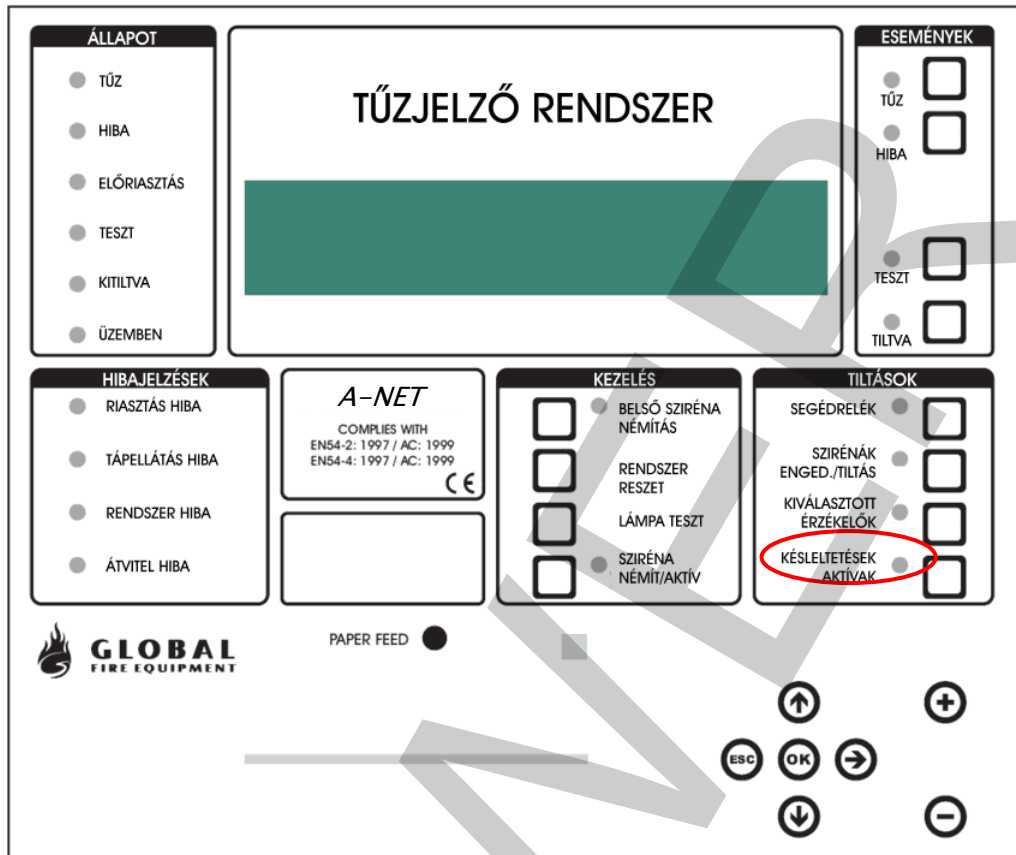 ÁLLAPOT
TŰZ
HIBA
ELŐRIASZTÁS
TESZT
KITILTVA
ÜZEMBEN
TŰZJELZŐ RENDSZER
ESEMÉNYEK
TŰZ
HIBA
TESZT
TILTVA
HIBAJELZÉSEK
RIASZTÁS HIBA
TÁPELLÁTÁS HIBA
RENDSZER HIBA
ÁTVITEL HIBA
A-NET
COMPLIES WITH
EN54-2: 1997 / AC: 1999
EN54-4: 1997 / AC: 1999
CE
KEZELÉS
BELSŐ SZIRÉNA
NÉMÍTÁS
RENDSZER
RESZET
LÁMPA TESZT
SZIRÉNA
NÉMÍT/AKTÍV
TILTÁSOK
SEGÉDRELÉK
SZIRÉNÁK
ENGED./TILTÁS
KIVÁLASZTOTT
ÉRZÉKELŐK
KÉSLELTETÉSEK
AKTÍVAK
GLOBAL
FIRE EQUIPMENT
PAPER FEED
ESC
OK
NER